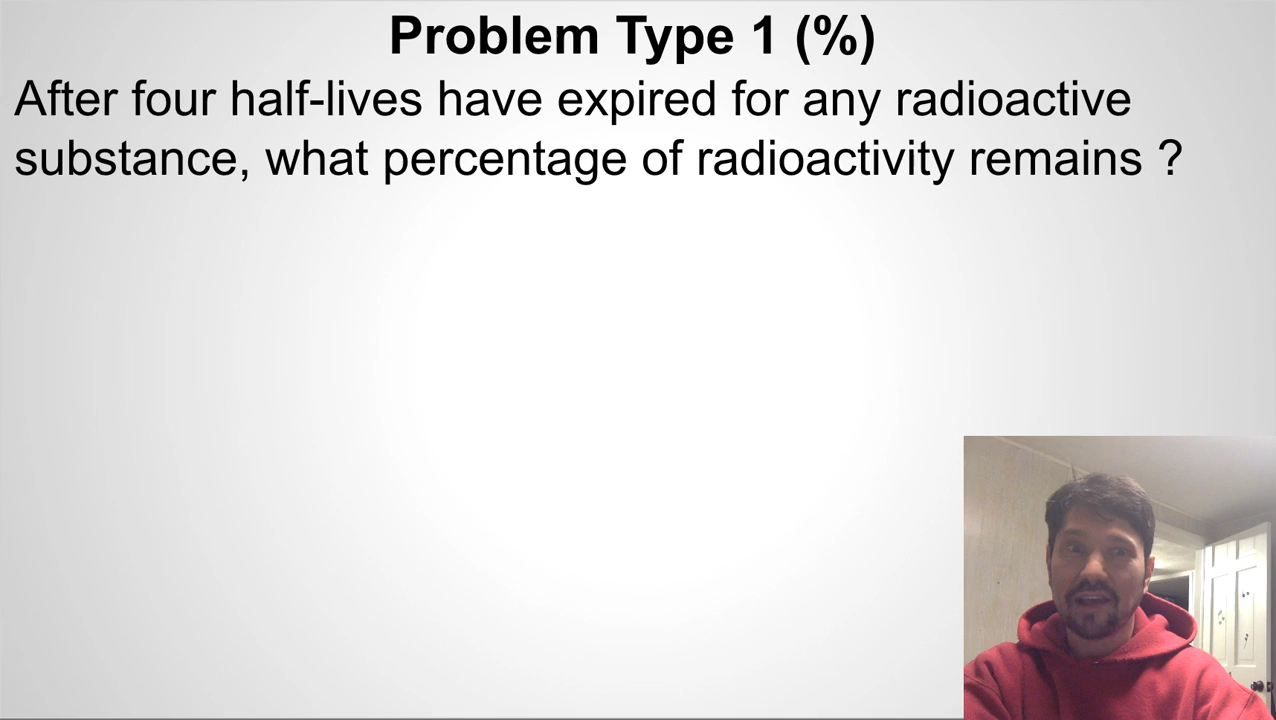 Problem Type 1 (%)
After four half-lives have expired for any radioactive
substance, what percentage of radioactivity remains ?